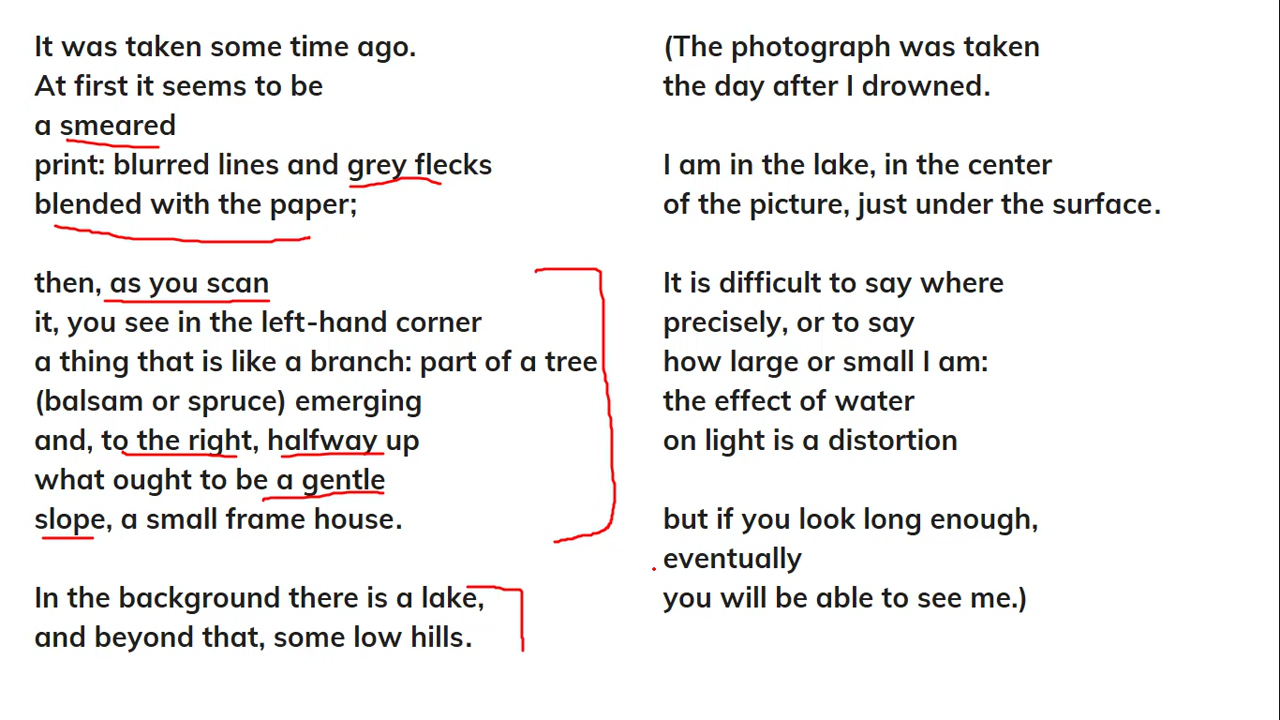 It was taken some time ago.
At first it seems to be
a smeared
print: blurred lines and grey flecks
blended with the paper;
then, as you scan
it, you see in the left-hand corner
a thing that is like a branch: part of a tree
(balsam or spruce) emerging
and, to the right, halfway up
what ought to be a gentle
slope, a small frame house.
In the background there is a lake,
and beyond that, some low hills.
(The photograph was taken
the day after I drowned.
I am in the lake, in the center
of the picture, just under the surface.
It is difficult to say where
precisely, or to say
how large or small I am:
the effect of water
on light is a distortion
but if you look long enough,
eventually
you will be able to see me.)